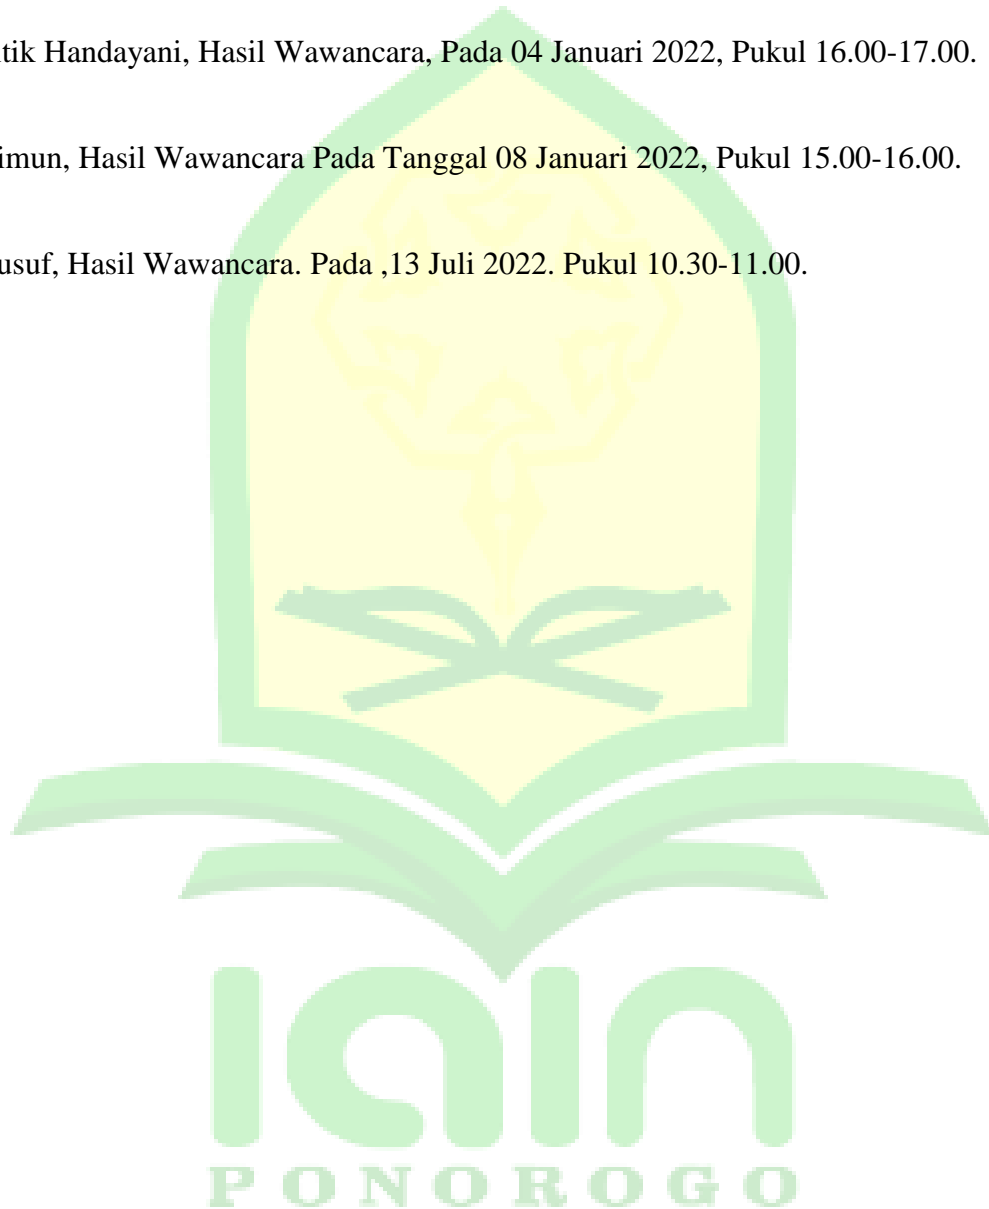 tik Handayani, Hasil Wawancara, Pada 04 Januari 2022, Pukul 16.00-17.00.
imun, Hasil Wawancara Pada Tanggal 08 Januari 2022, Pukul 15.00-16.00.
usuf, Hasil Wawancara. Pada ,13 Juli 2022. Pukul 10.30-11.00.
Iain
PONOROGO